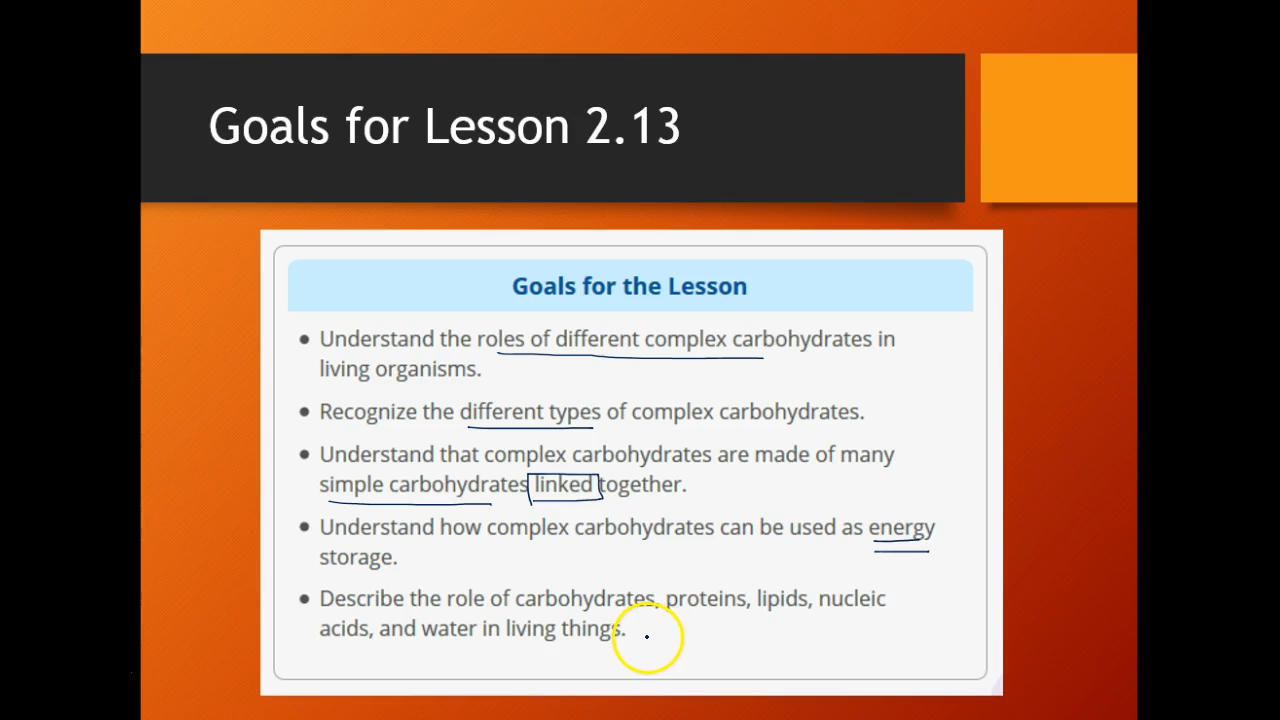 Goals for Lesson 2.13
Goals for the Lesson
● Understand the roles of different complex carbohydrates in
living organisms.
● Recognize the different types of complex carbohydrates.
● Understand that complex carbohydrates are made of many
simple carbohydrates linked together.
● Understand how complex carbohydrates can be used as energy
storage.
● Describe the role of carbohydrates, proteins, lipids, nucleic
acids, and water in living things.